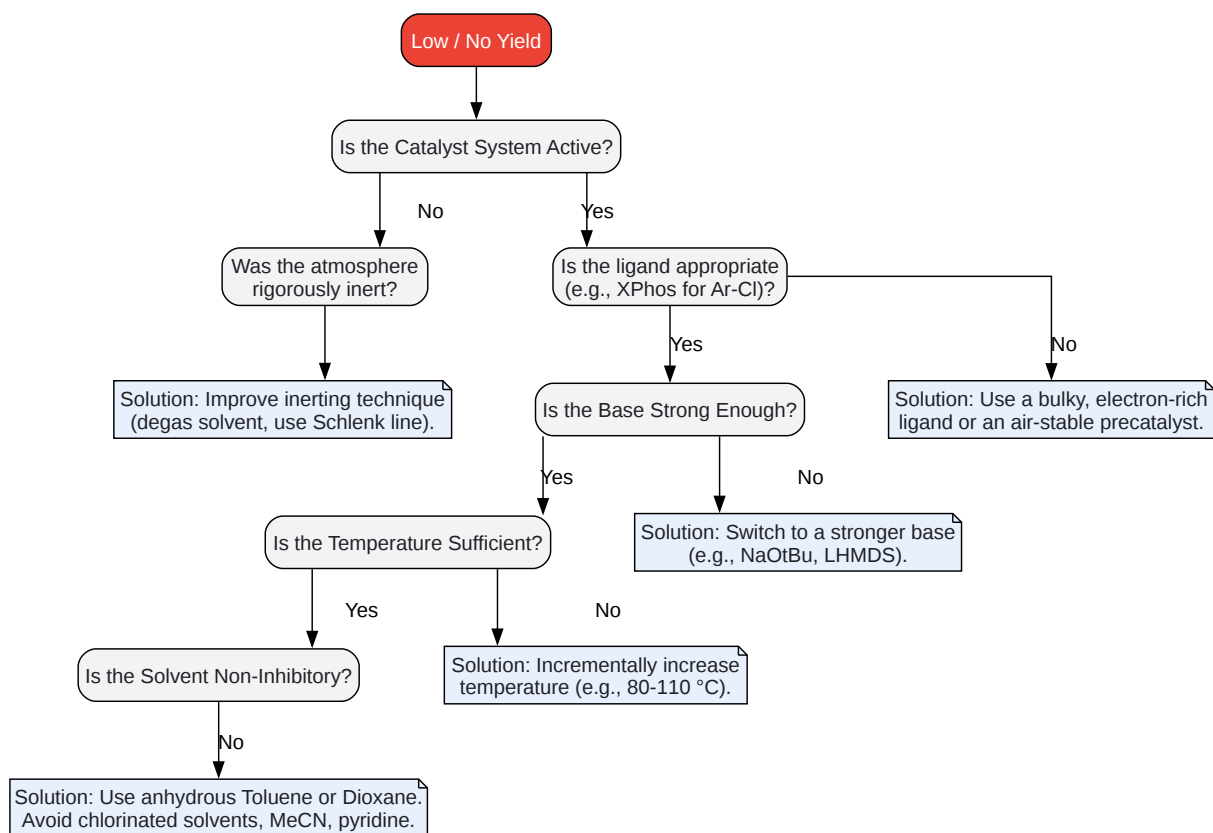 Low / No Yield
Is the Catalyst System Active?
No
Yes
Was the atmosphere
rigorously inert?
Is the ligand appropriate
(e.g., XPhos for Ar-Cl)?
Yes
No
Solution: Improve inerting technique
(degas solvent, use Schlenk line).
Is the Base Strong Enough?
Solution: Use a bulky, electron-rich
ligand or an air-stable precatalyst.
Yes
No
Is the Temperature Sufficient?
Solution: Switch to a stronger base
(e.g., NaOtBu, LHMDS).
Yes
No
Is the Solvent Non-Inhibitory?
Solution: Incrementally increase
temperature (e.g., 80-110 °C).
No
Solution: Use anhydrous Toluene or Dioxane.
Avoid chlorinated solvents, MeCN, pyridine.